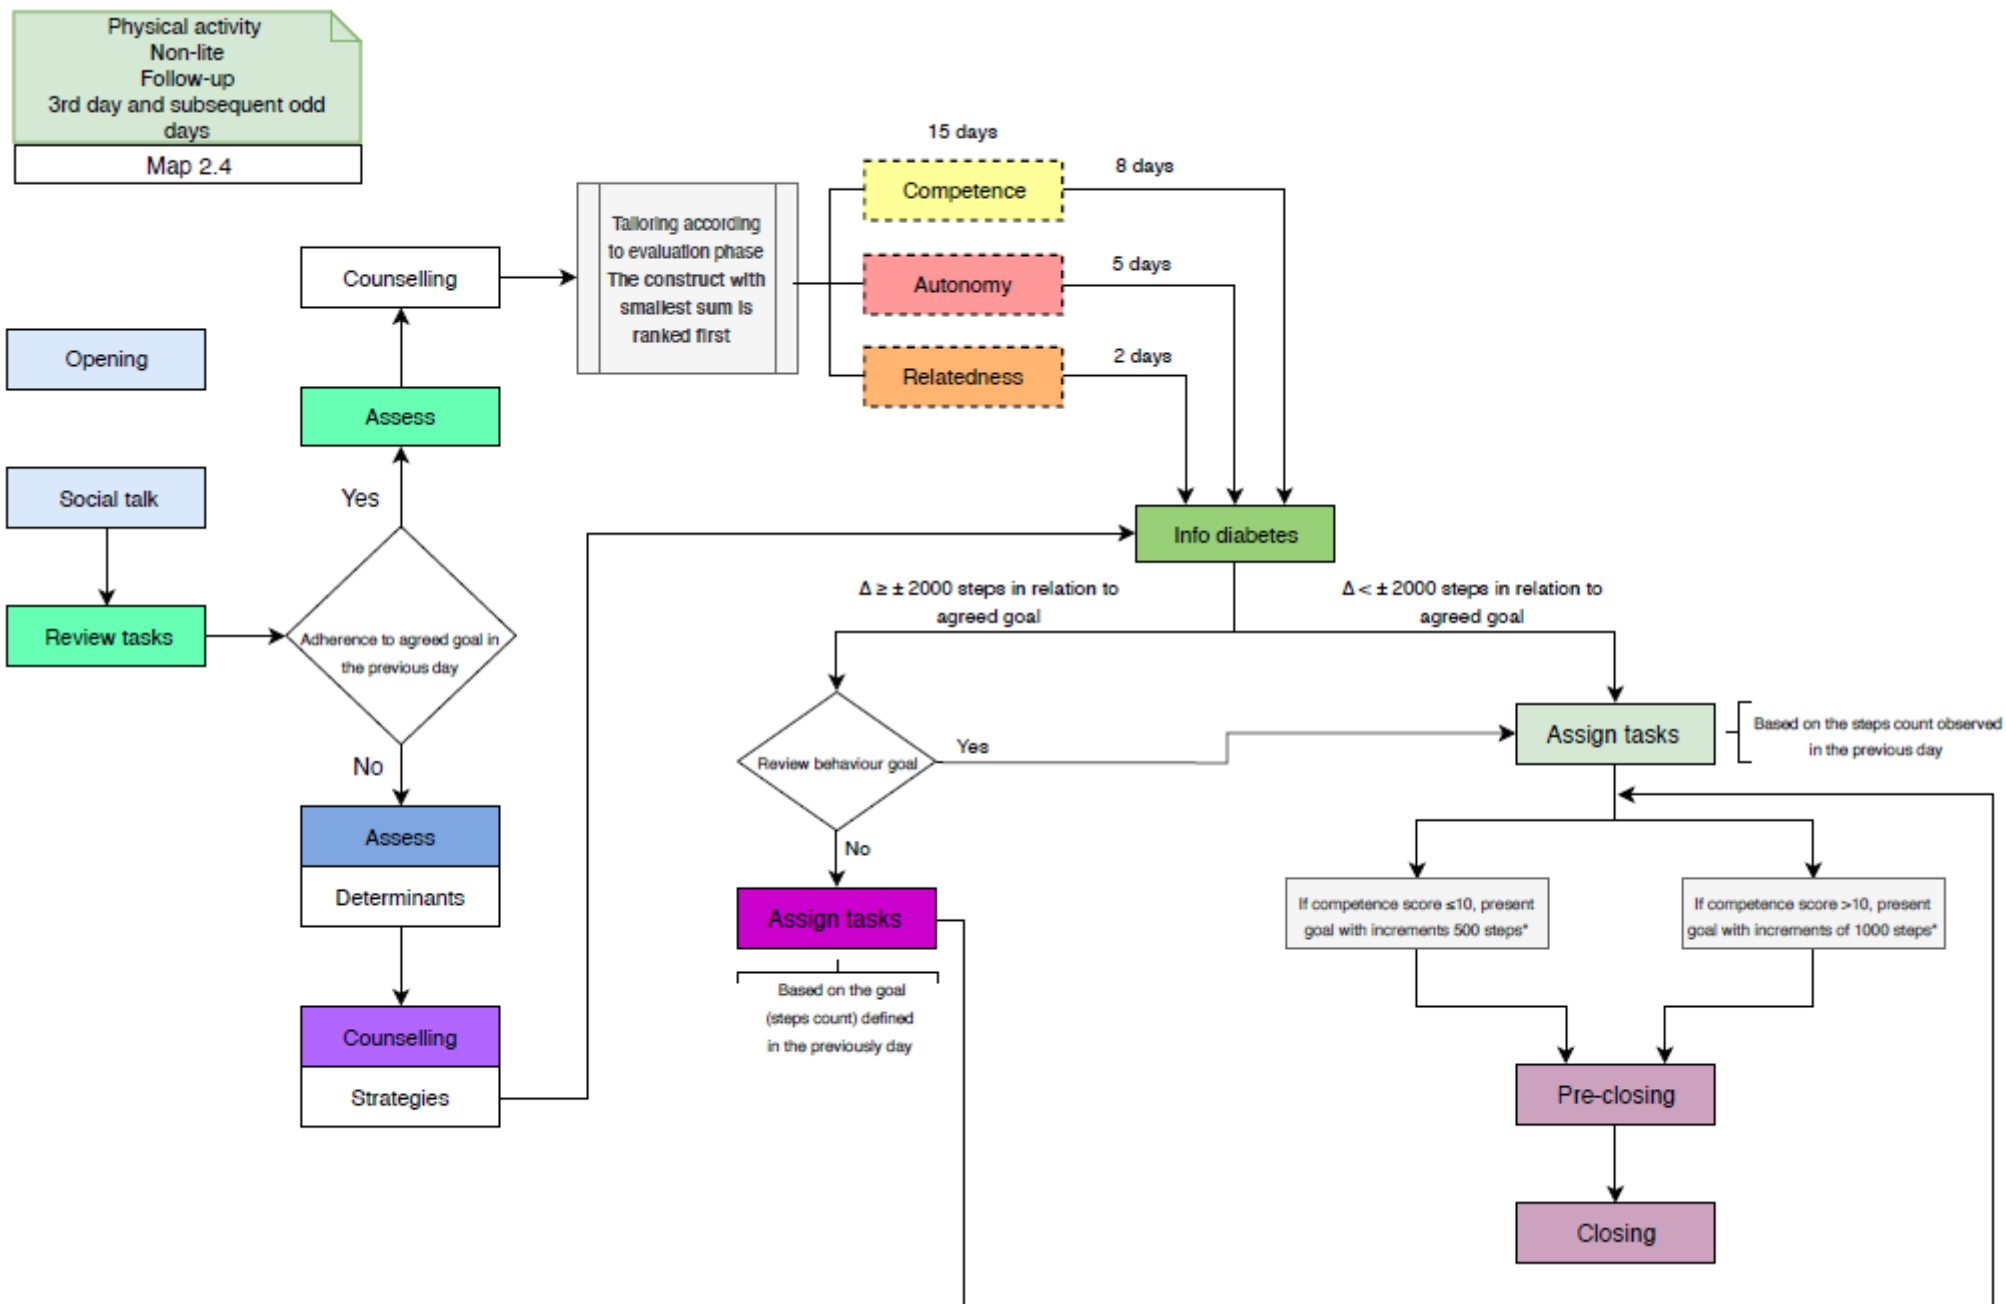 Physical activity
Non-lite
Follow-up
3rd day and subsequent odd
days
Map 2.4
Opening
Social talk
Review tasks
Counselling
Assess
Yes
Adherence to agreed goal in
the previous day
No
Assess
Determinants
Counselling
Strategies
Tailoring according
to evaluation phase
The construct with
smallest sum is
ranked first
15 days
Competence
8 days
Autonomy
5 days
Relatedness
2 days
Info diabetes
Δ ≥ ± 2000 steps in relation to
agreed goal
Δ < ± 2000 steps in relation to
agreed goal
Review behaviour goal
Yes
No
Assign tasks
Based on the goal
(steps count) defined
in the previously day
Assign tasks
Based on the steps count observed
in the previous day
If competence score ≤10, present
goal with increments 500 steps*
If competence score >10, present
goal with increments of 1000 steps*
Pre-closing
Closing